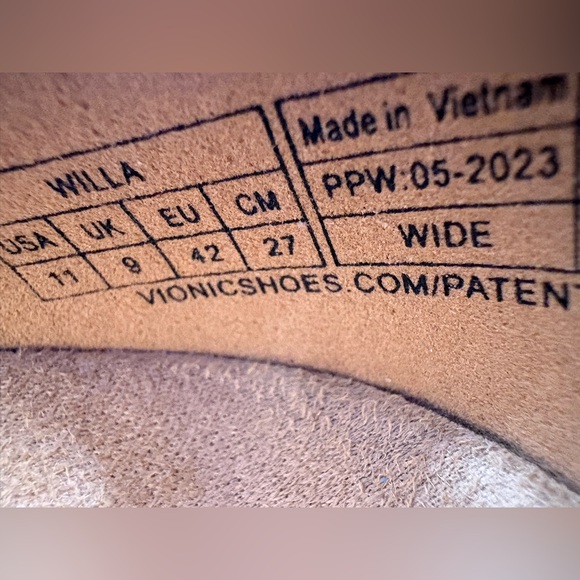 WILLA
USA UK EU CM
11 9 42 27
Made in Vietnam
PPW:05-2023
WIDE
VIONICSHOES.COM/PATENT